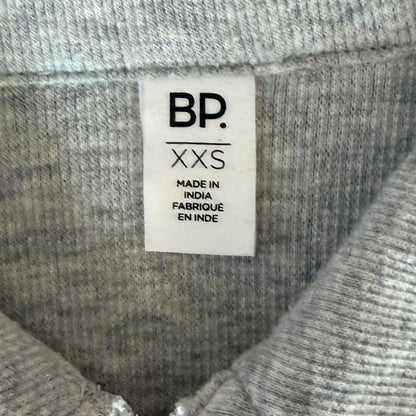 BP.
XXS
MADE IN
INDIA
FABRIQUÉ
EN INDE